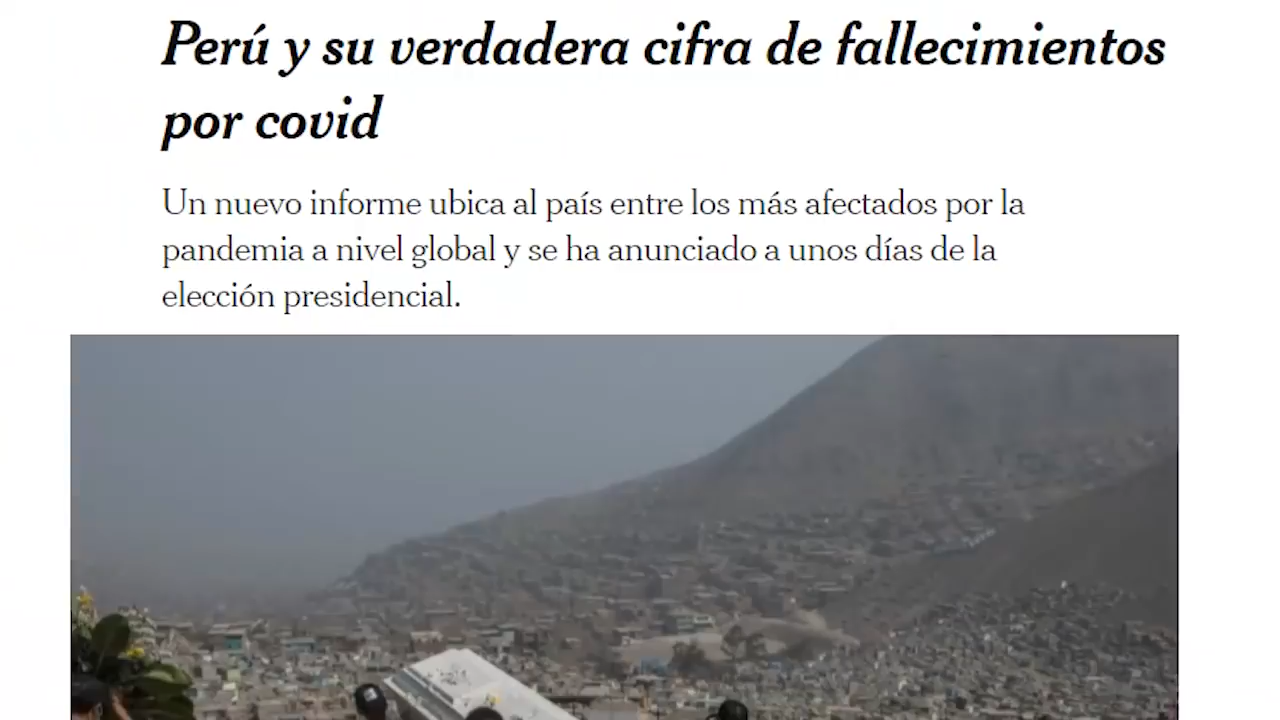 Perú y su verdadera cifra de fallecimientos
por covid
Un nuevo informe ubica al país entre los más afectados por la
pandemia a nivel global y se ha anunciado a unos días de la
elección presidencial.